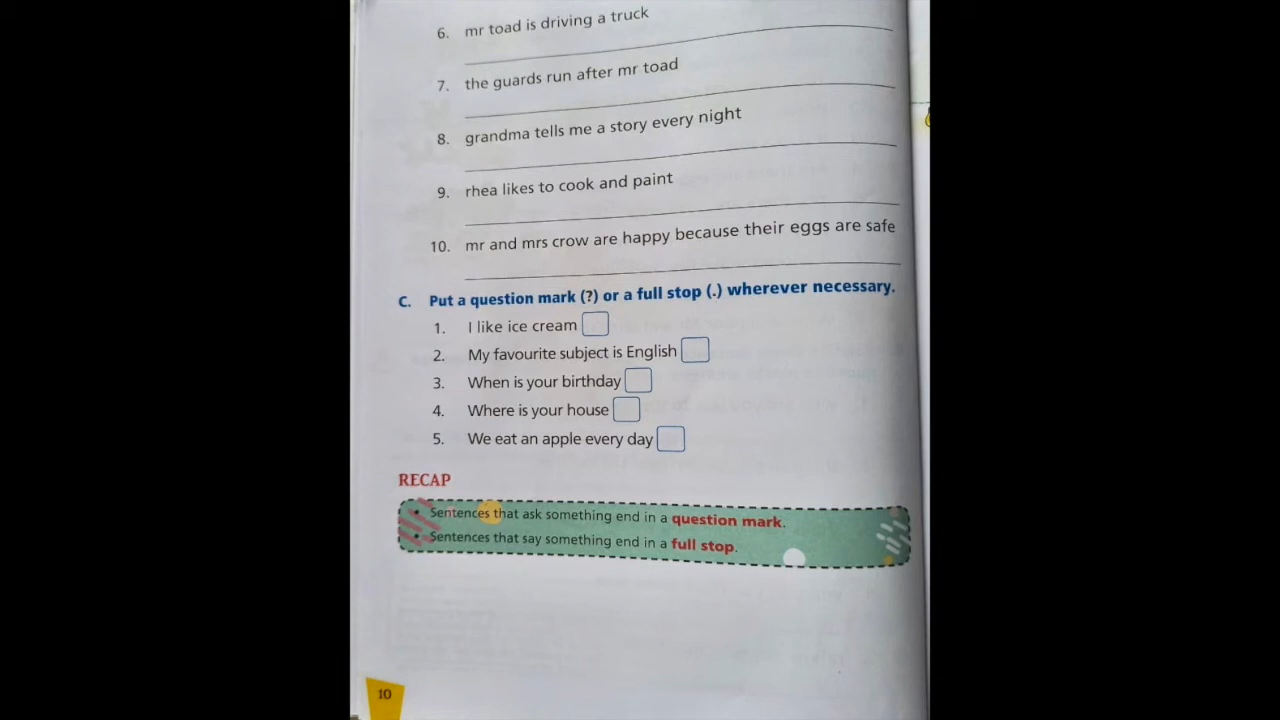 6. mr toad is driving a truck
7. the guards run after mr toad
8. grandma tells me a story every night
9. rhea likes to cook and paint
10. mr and mrs crow are happy because their eggs are safe
C. Put a question mark (?) or a full stop (.) wherever necessary.
1. I like ice cream
2. My favourite subject is English
3. When is your birthday
4. Where is your house
5. We eat an apple every day
RECAP
• Sentences that ask something end in a question mark.
• Sentences that say something end in a full stop.
10